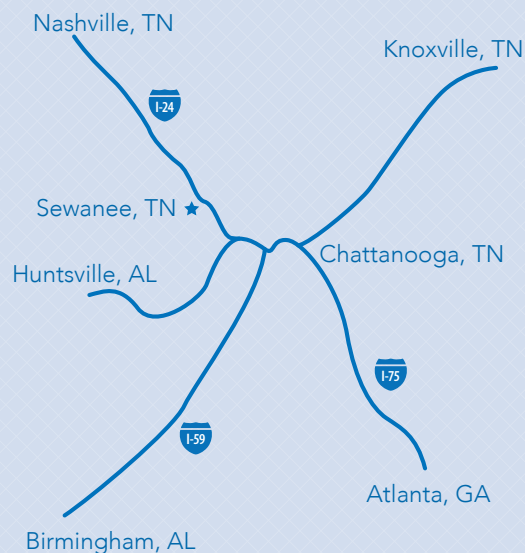 Nashville, TN
Knoxville, TN
I-24
Sewanee, TN
Chattanooga, TN
Huntsville, AL
I-75
I-59
Atlanta, GA
Birmingham, AL